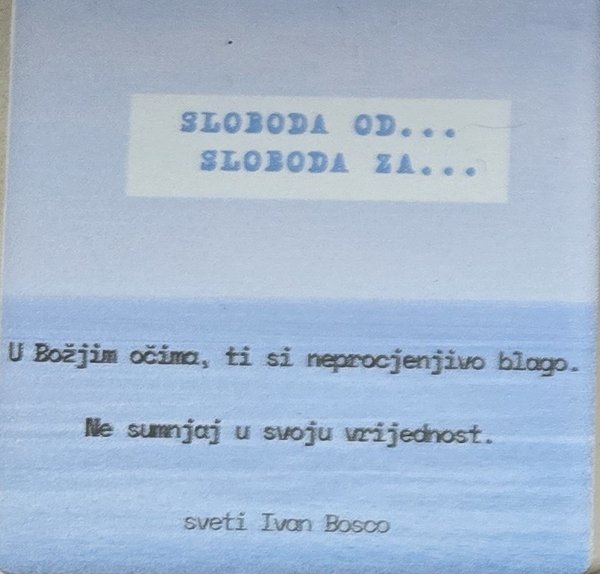 SLOBODA OD...
SLOBODA ZA...
U Božjim očima, ti si neprocjenjivo blago.
Ne sumnjaj u svoju vrijednost.
sveti Ivan Bosco